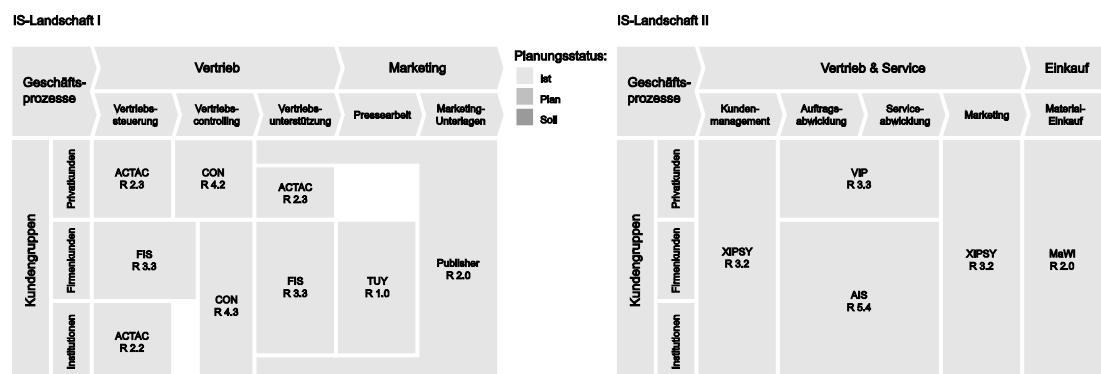 IS-Landschaft I
Geschäfts-
prozesse
Vertrieb
Marketing
Vertriebs-
steuerung
Vertriebs-
controlling
Vertriebs-
unterstützung
Pressearbeit
Marketing-
Unterlagen
Kundengruppen
Privatkunden
Firmenkunden
Institutionen
ACTAC
R 2.3
CON
R 4.2
ACTAC
R 2.3
FIS
R 3.3
CON
R 4.3
FIS
R 3.3
TUY
R 1.0
Publisher
R 2.0
ACTAC
R 2.2
Planungsstatus:
Ist
Plan
Soll
IS-Landschaft II
Geschäfts-
prozesse
Vertrieb & Service
Einkauf
Kunden-
management
Auftrags-
abwicklung
Service-
abwicklung
Marketing
Material-
Einkauf
Kundengruppen
Privatkunden
Firmenkunden
Institutionen
XIPSY
R 3.2
VIP
R 3.3
AIS
R 5.4
XIPSY
R 3.2
MaWi
R 2.0